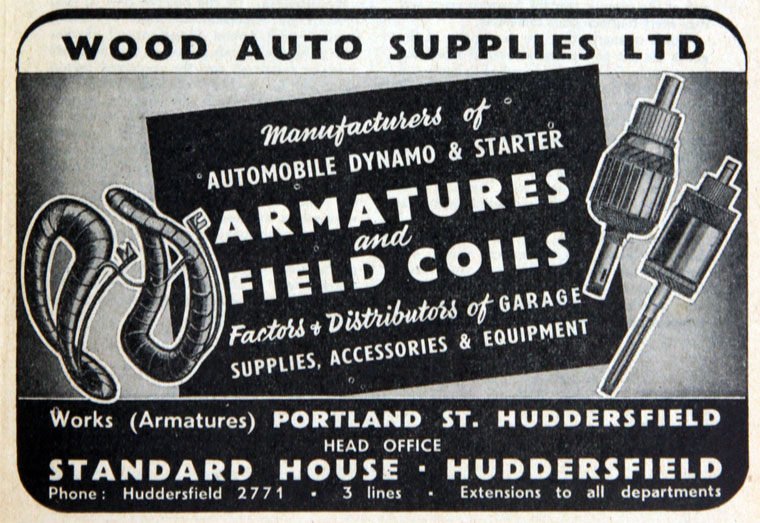 WOOD AUTO SUPPLIES LTD
Manufacturers of
AUTOMOBILE DYNAMO & STARTER
ARMATURES
and
FIELD COILS
Factors & Distributors of GARAGE
SUPPLIES, ACCESSORIES & EQUIPMENT
Works (Armatures) PORTLAND ST. HUDDERSFIELD
HEAD OFFICE
STANDARD HOUSE · HUDDERSFIELD
Phone: Huddersfield 2771 · 3 lines · Extensions to all departments